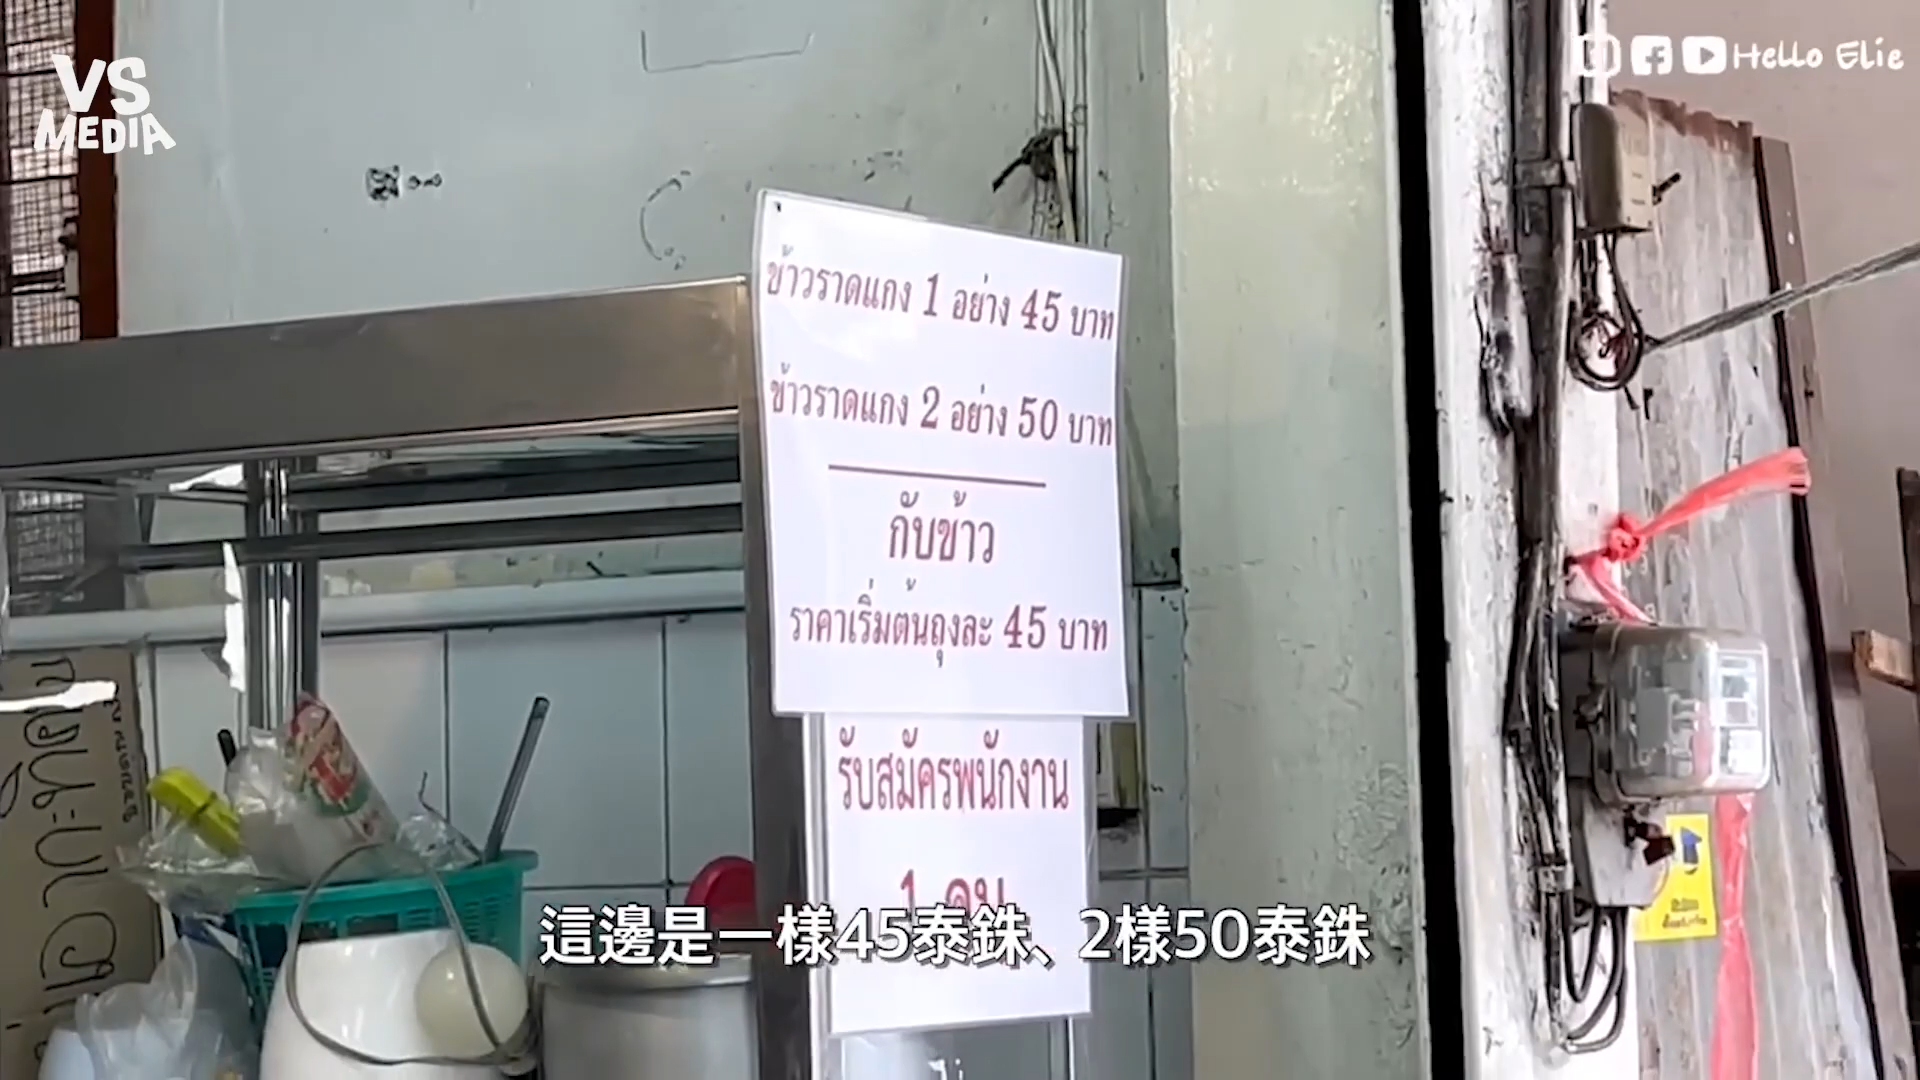 VS
MEDIA
Hello Elie
ข้าวราดแกง 1 อย่าง 45 บาท
ข้าวราดแกง 2 อย่าง 50 บาท
กับข้าว
ราคาเริ่มต้นถุงละ 45 บาท
รับสมัครพนักงาน
1 คน
這邊是一樣45泰銖、2樣50泰銖